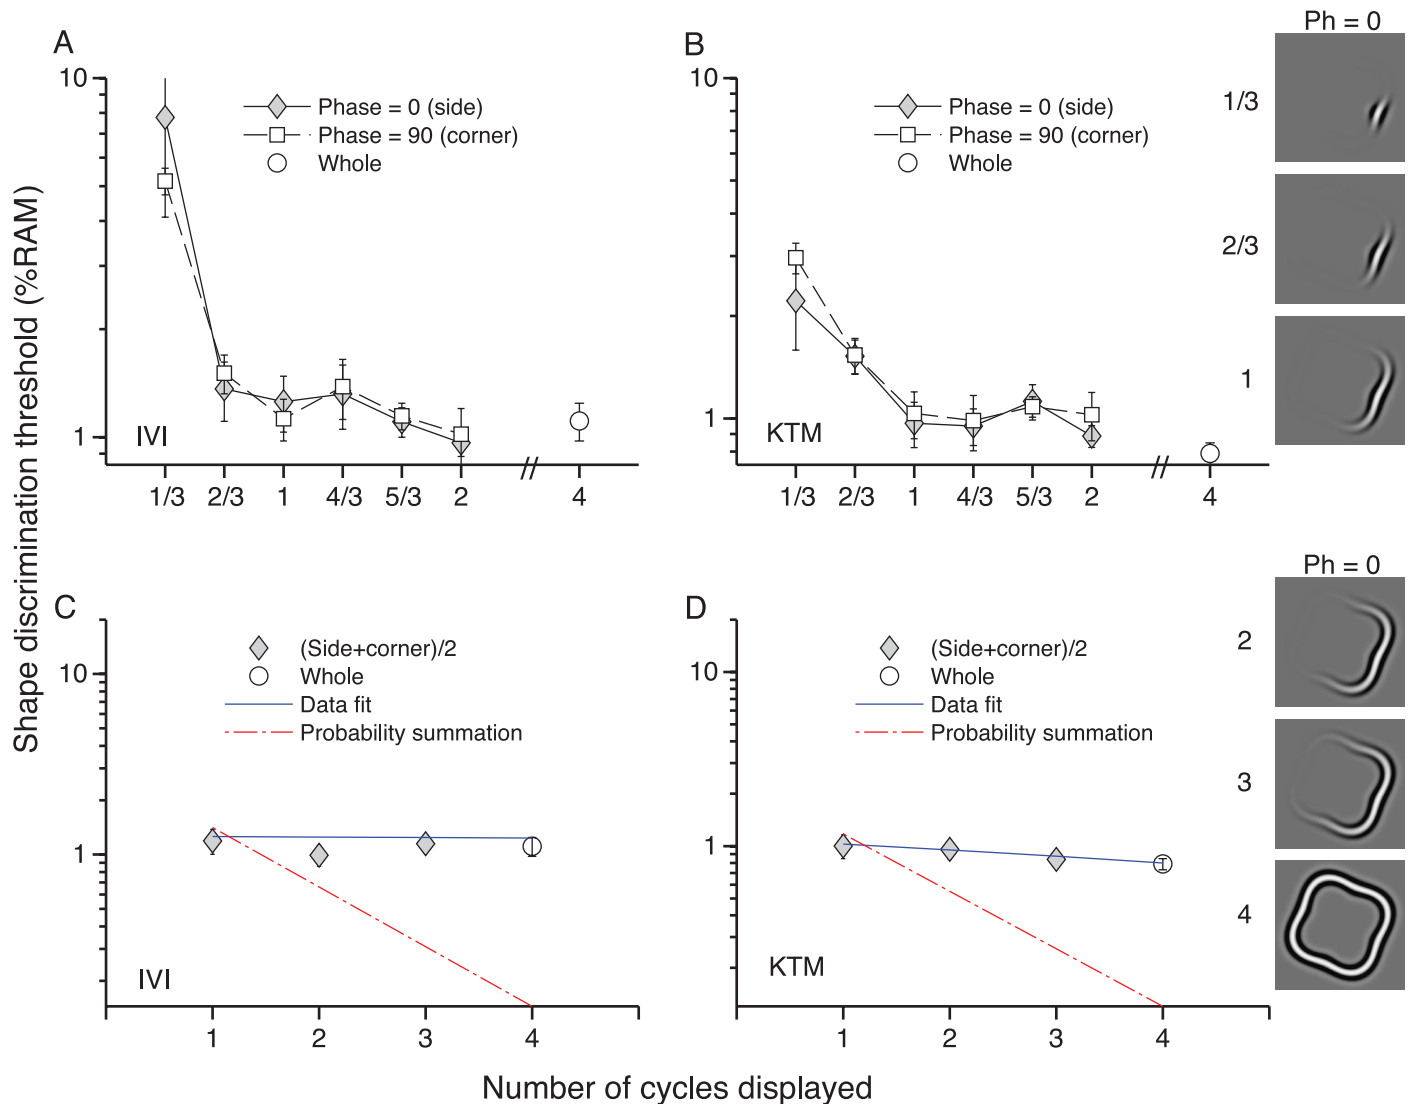 Shape discrimination threshold (%RAM)
A
10
1
Phase = 0 (side)
Phase = 90 (corner)
Whole
IVI
1/3 2/3 1 4/3 5/3 2 4
B
10
1
Phase = 0 (side)
Phase = 90 (corner)
Whole
KTM
1/3 2/3 1 4/3 5/3 2 4
Ph = 0
1/3
2/3
1
C
10
1
(Side+corner)/2
Whole
Data fit
Probability summation
IVI
1 2 3 4
D
10
1
(Side+corner)/2
Whole
Data fit
Probability summation
KTM
1 2 3 4
Ph = 0
2
3
4
Number of cycles displayed